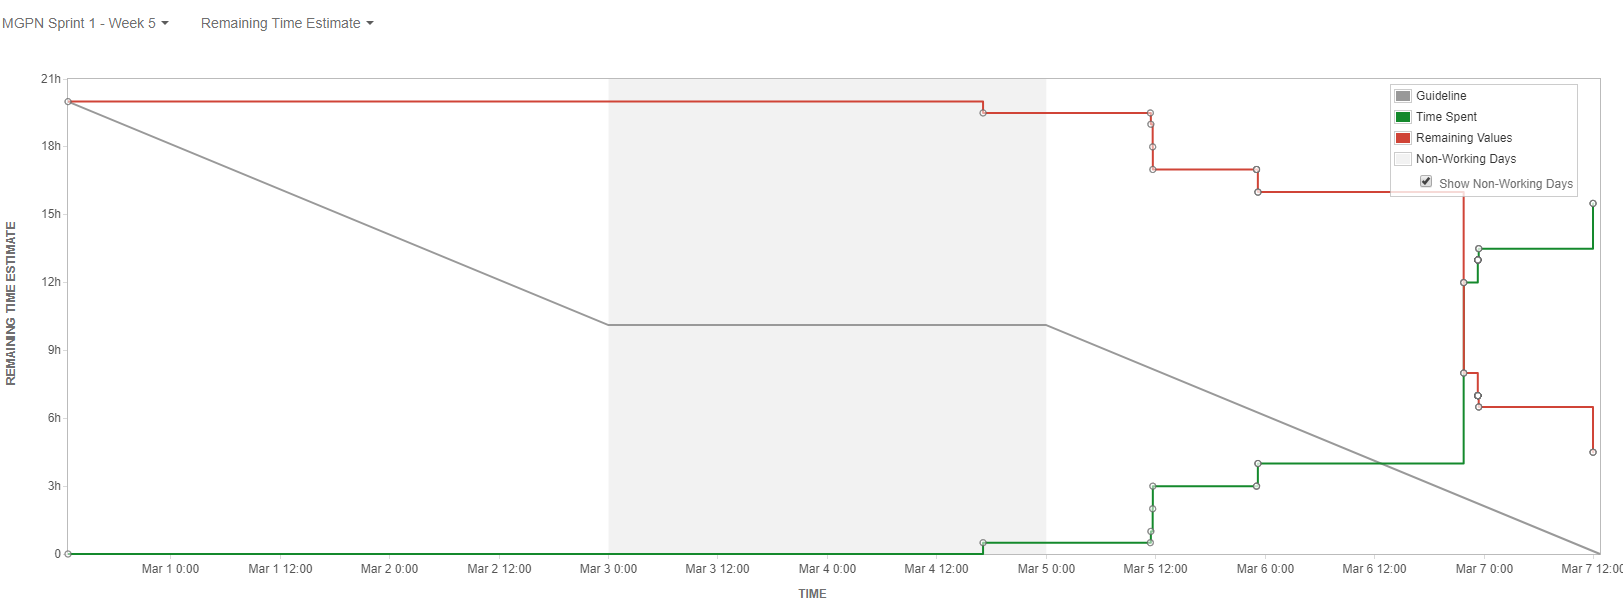 MGPN Sprint 1 - Week 5 Remaining Time Estimate
21h
18h
15h
12h
9h
6h
3h
0
REMAINING TIME ESTIMATE
Guideline
Time Spent
Remaining Values
Non-Working Days
Show Non-Working Days
Mar 1 0:00 Mar 1 12:00 Mar 2 0:00 Mar 2 12:00 Mar 3 0:00 Mar 3 12:00 Mar 4 0:00 Mar 4 12:00 Mar 5 0:00 Mar 5 12:00 Mar 6 0:00 Mar 6 12:00 Mar 7 0:00 Mar 7 12:00
TIME